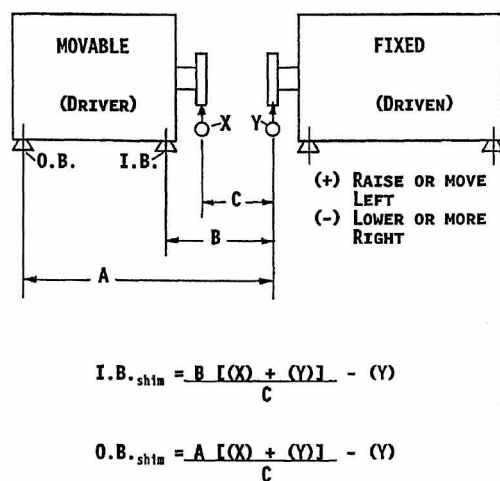 MOVABLE
FIXED
(DRIVER)
(DRIVEN)
X
Y
O.B.
I.B.
(+) RAISE OR MOVE
LEFT
(-) LOWER OR MORE
RIGHT
C
B
A
I.B.shim = B [(X) + (Y)] - (Y)
C
O.B.shim = A [(X) + (Y)] - (Y)
C